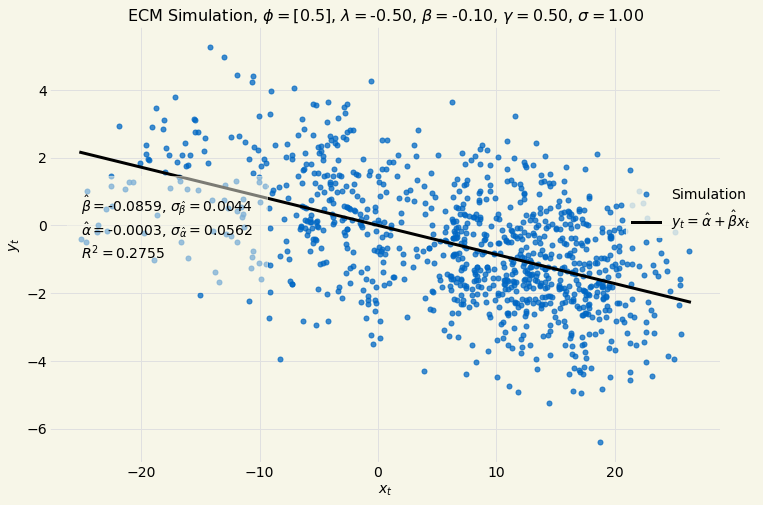 ECM Simulation, ϕ = [0.5], λ = -0.50, β = -0.10, γ = 0.50, σ = 1.00
4
2
0
−2
−4
−6
y_t
β̂ = -0.0859, σ_β̂ = 0.0044
α̂ = -0.0003, σ_α̂ = 0.0562
R² = 0.2755
Simulation
y_t = α̂ + β̂x_t
−20 −10 0 10 20
x_t